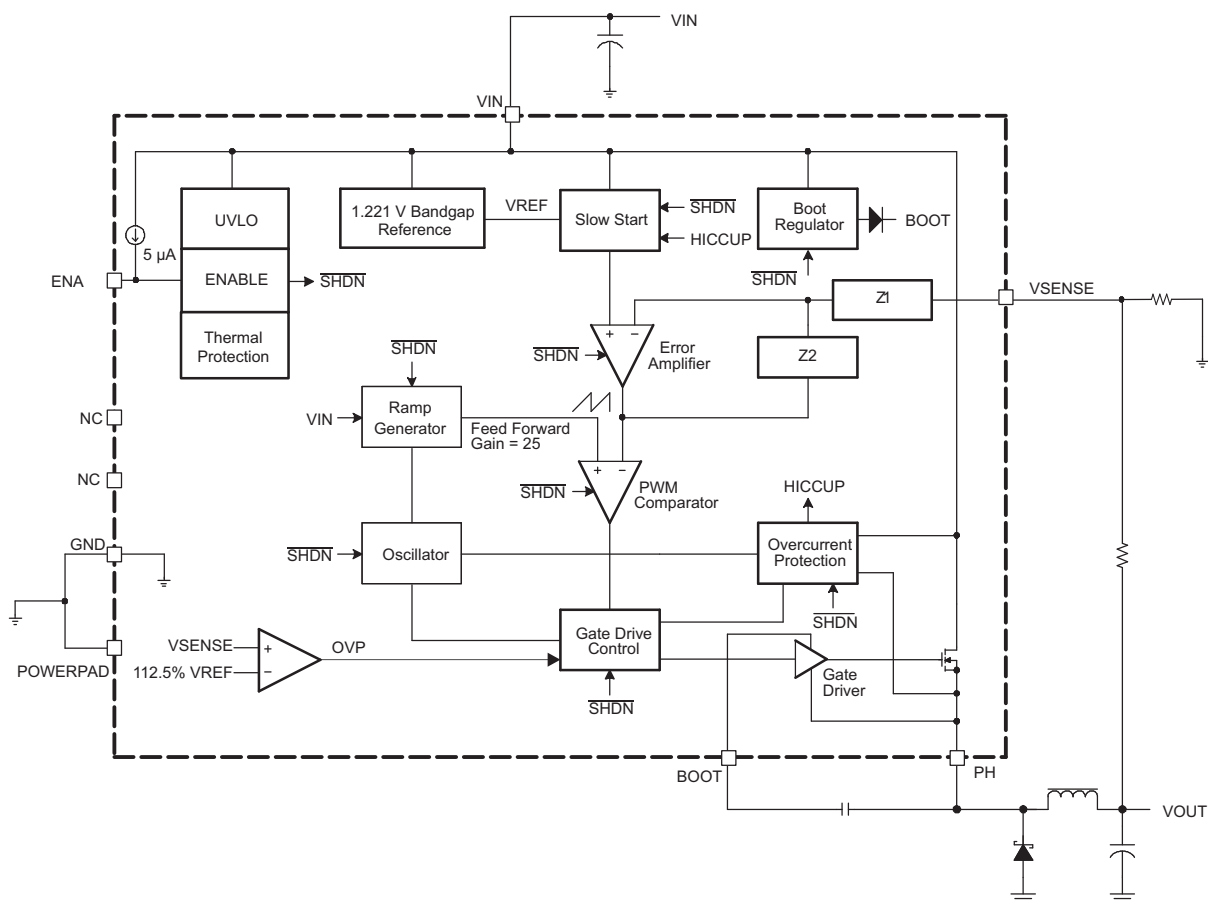 VIN
VIN
UVLO
1.221 V Bandgap
Reference
VREF
Slow Start
SHDN
HICCUP
Boot
Regulator
BOOT
5 µA
ENA
ENABLE
SHDN
SHDN
Z1
VSENSE
Thermal
Protection
+
−
SHDN
Error
Amplifier
Z2
SHDN
VIN
Ramp
Generator
Feed Forward
Gain = 25
NC
NC
+
−
SHDN
PWM
Comparator
HICCUP
GND
SHDN
Oscillator
Overcurrent
Protection
SHDN
VSENSE
+
OVP
Gate Drive
Control
POWERPAD
112.5% VREF
−
Gate
Driver
SHDN
BOOT
PH
VOUT